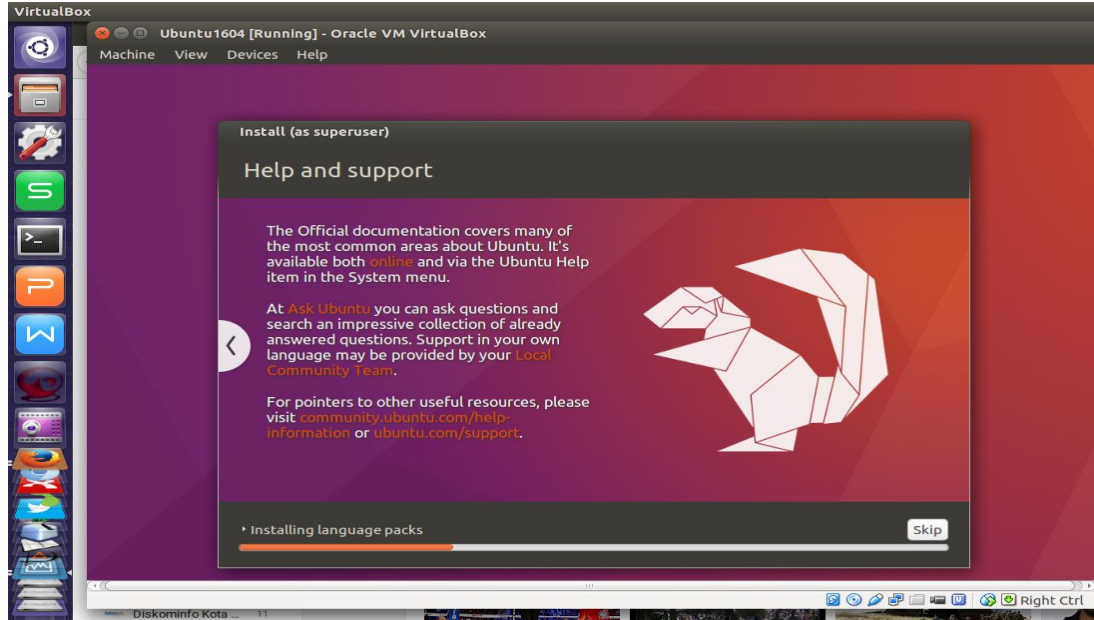 VirtualBox
Ubuntu1604 [Running] - Oracle VM VirtualBox
Machine View Devices Help
Install (as superuser)
Help and support
The Official documentation covers many of
the most common areas about Ubuntu. It's
available both online and via the Ubuntu Help
item in the System menu.
At Ask Ubuntu you can ask questions and
search an impressive collection of already
answered questions. Support in your own
language may be provided by your Local
Community Team.
For pointers to other useful resources, please
visit community.ubuntu.com/help-
information or ubuntu.com/support.
Installing language packs
Skip
Right Ctrl
Diskominfo Kota ... 11